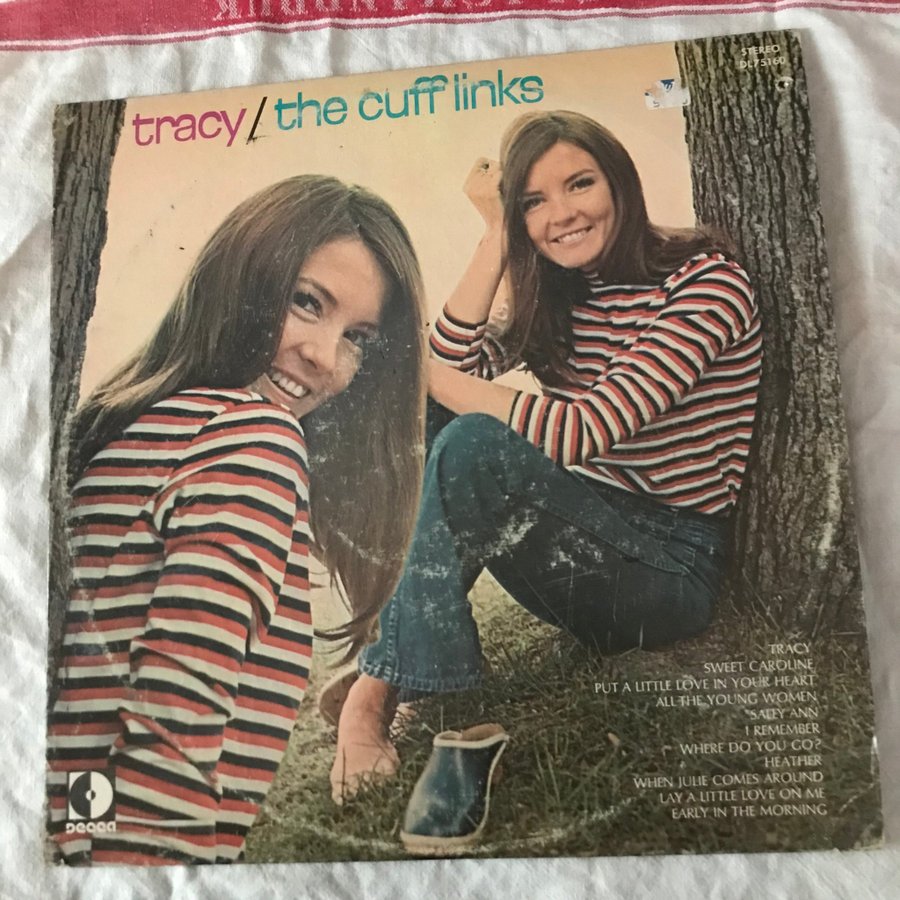 STEREO
DL75160
tracy/the cuff links
TRACY
SWEET CAROLINE
PUT A LITTLE LOVE IN YOUR HEART
ALL THE YOUNG WOMEN
SALLY ANN
I REMEMBER
WHERE DO YOU GO?
HEATHER
WHEN JULIE COMES AROUND
LAY A LITTLE LOVE ON ME
EARLY IN THE MORNING
DECCA